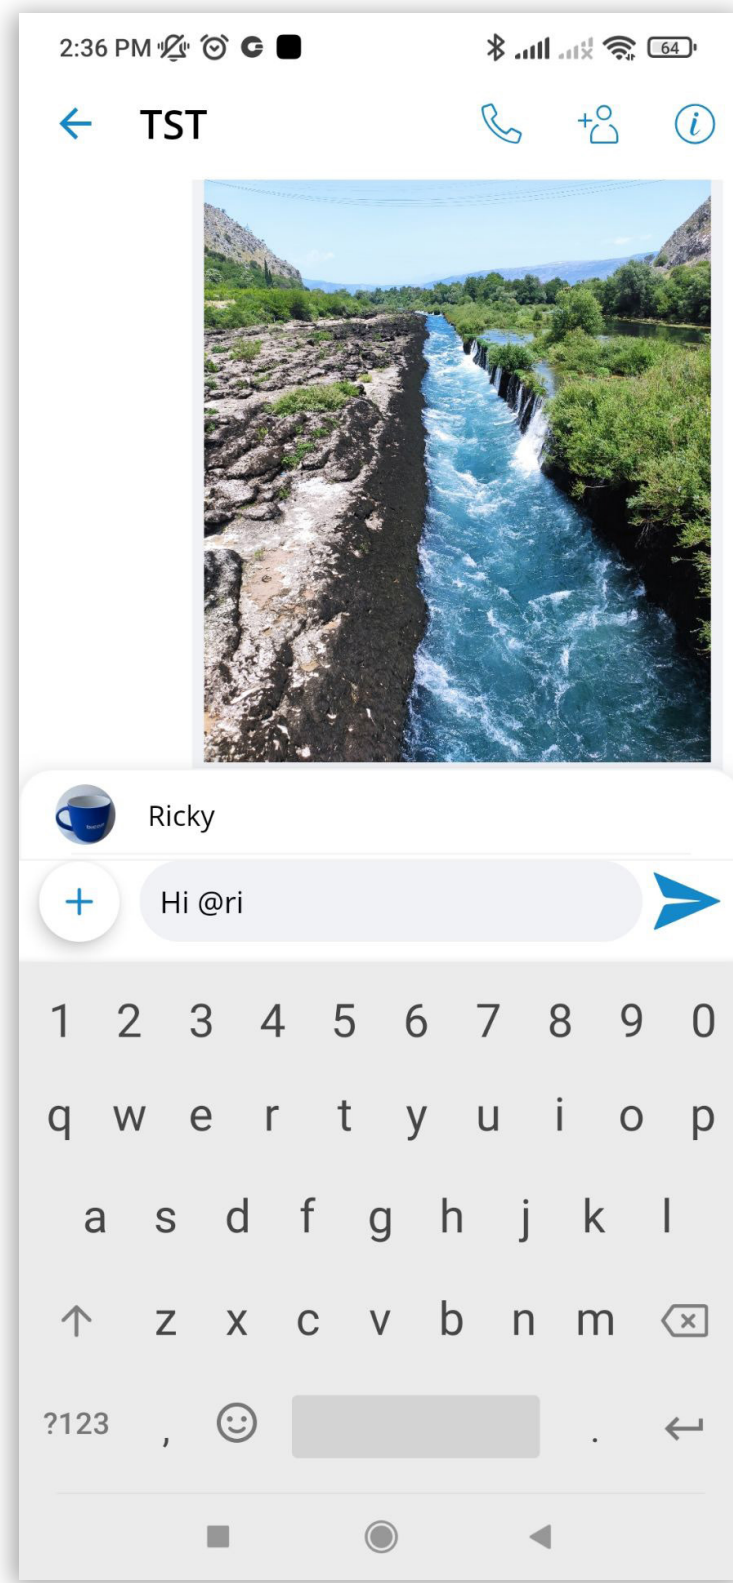 2:36 PM 64
TST
Ricky
Hi @ri
1 2 3 4 5 6 7 8 9 0
q w e r t y u i o p
a s d f g h j k l
z x c v b n m
?123 , .